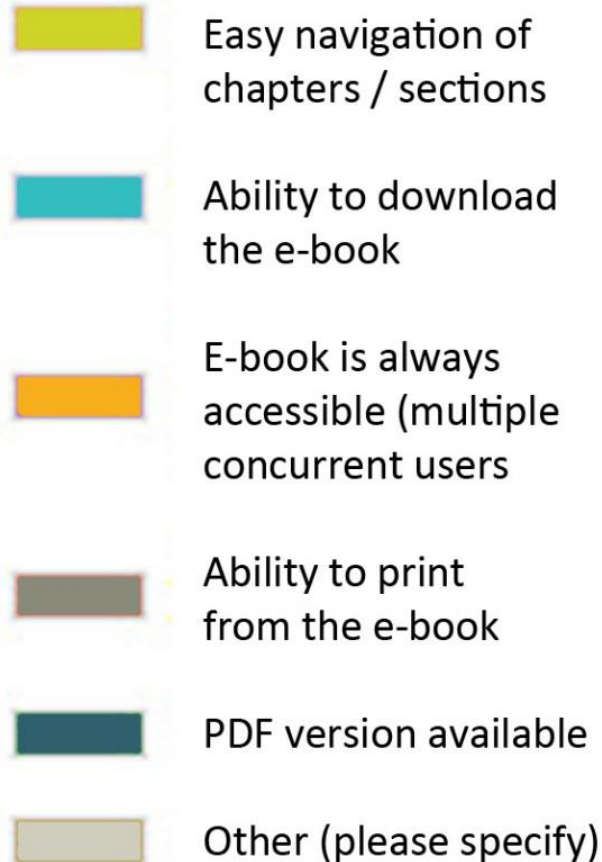 Easy navigation of
chapters / sections
Ability to download
the e-book
E-book is always
accessible (multiple
concurrent users
Ability to print
from the e-book
PDF version available
Other (please specify)